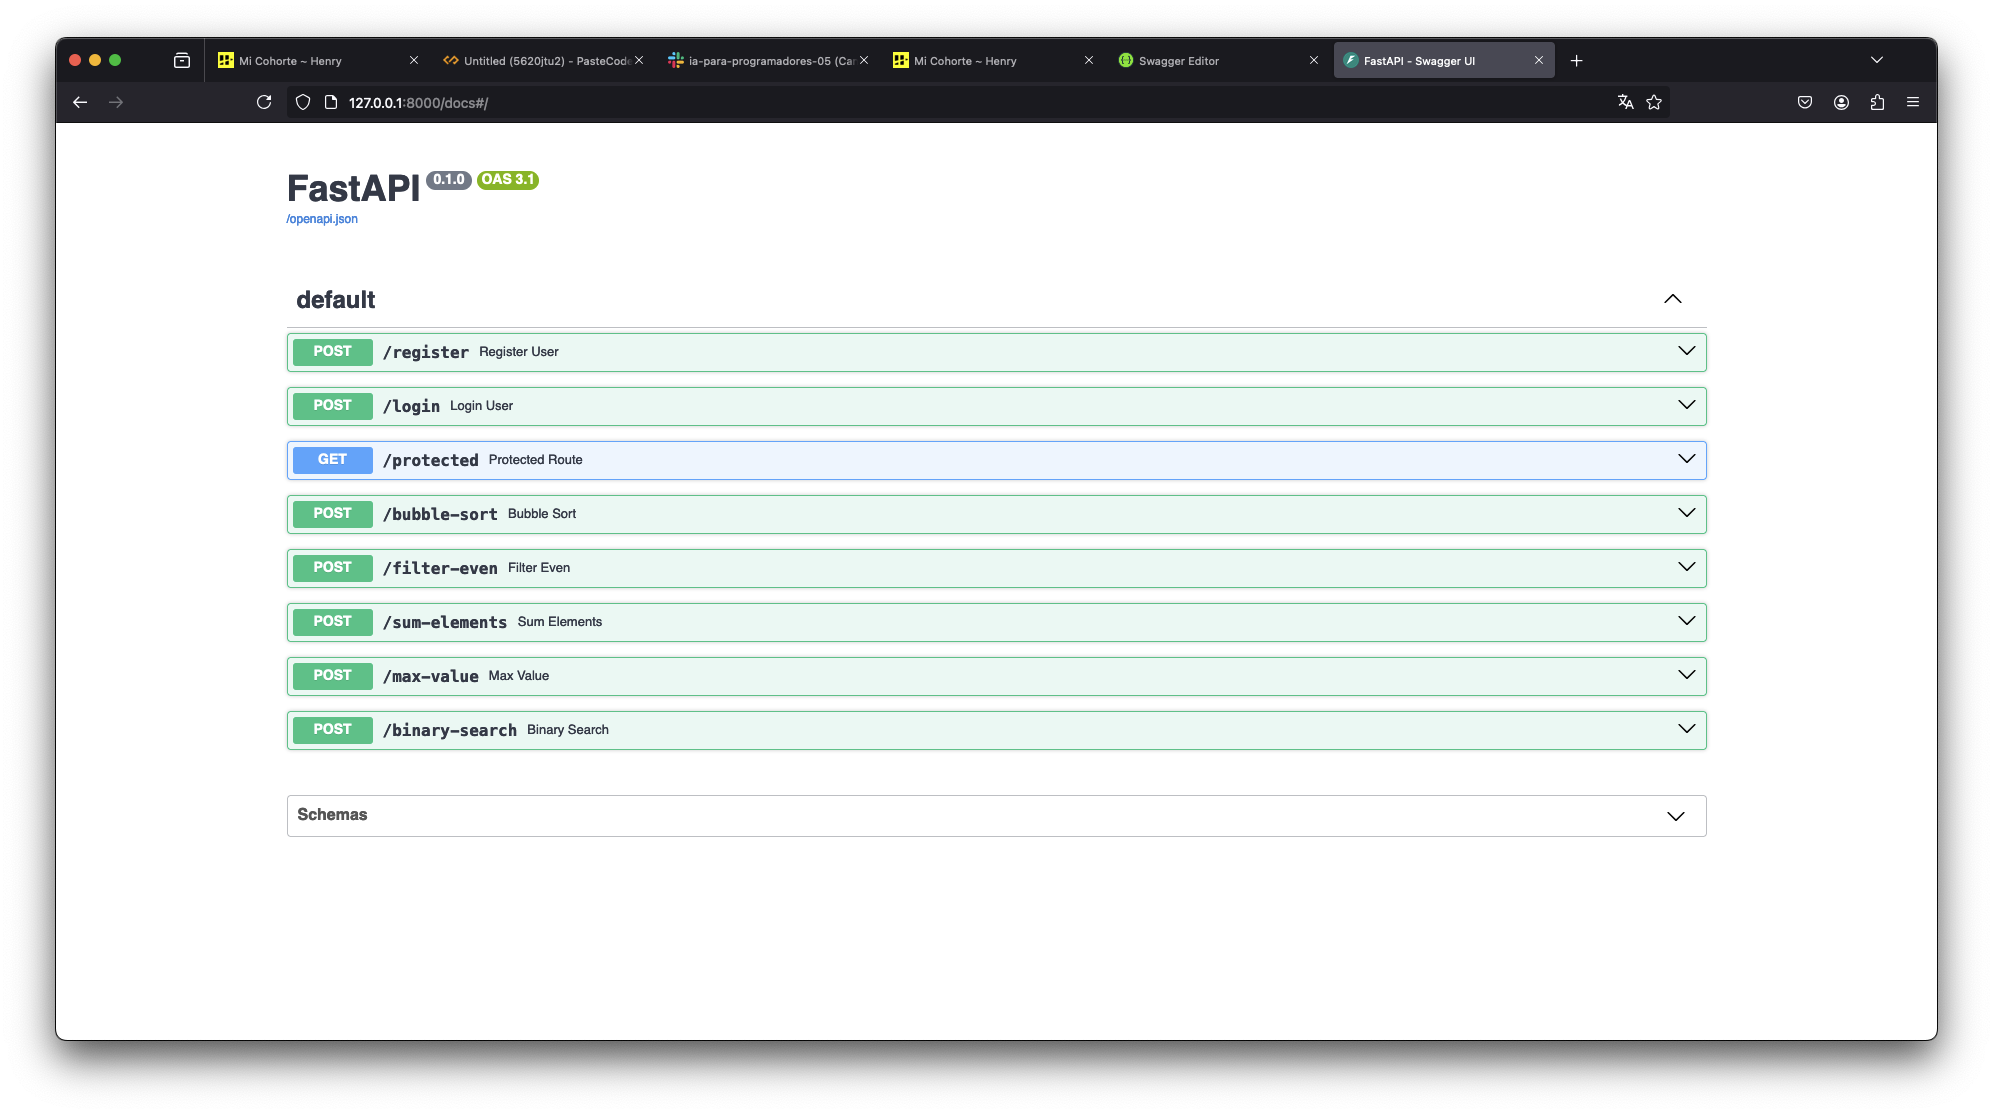 Mi Cohorte ~ Henry
Untitled (5620jtu2) - PasteCode
ia-para-programadores-05 (Ca
Mi Cohorte ~ Henry
Swagger Editor
FastAPI - Swagger UI
127.0.0.1:8000/docs#/
FastAPI 0.1.0 OAS 3.1
/openapi.json
default
POST /register Register User
POST /login Login User
GET /protected Protected Route
POST /bubble-sort Bubble Sort
POST /filter-even Filter Even
POST /sum-elements Sum Elements
POST /max-value Max Value
POST /binary-search Binary Search
Schemas